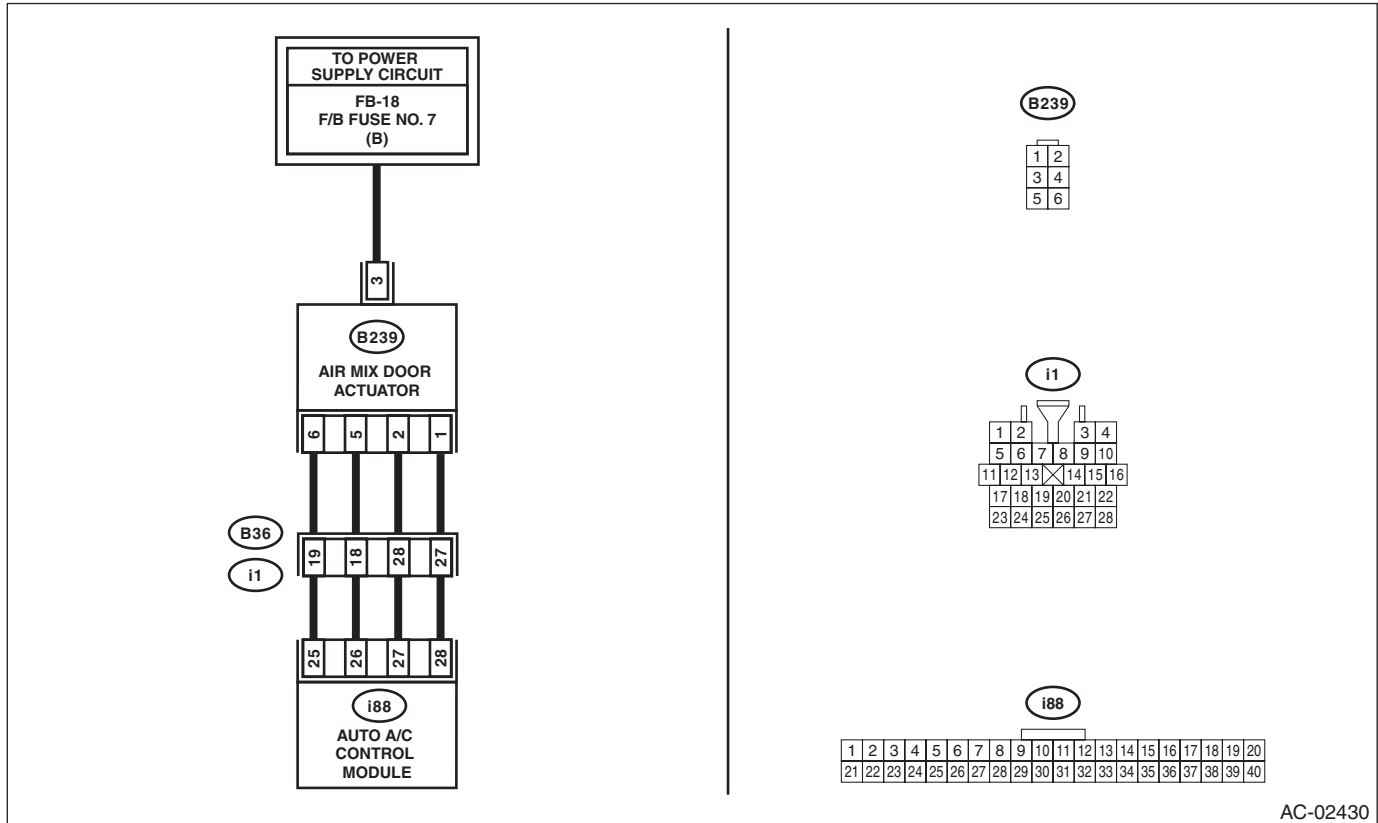 TO POWER
SUPPLY CIRCUIT
FB-18
F/B FUSE NO. 7
(B)
3
B239
AIR MIX DOOR
ACTUATOR
6 5 2 1
B36
19 18 28 27
i1
25 26 27 28
i88
AUTO A/C
CONTROL
MODULE
B239
1 2
3 4
5 6
i1
1 2 3 4
5 6 7 8 9 10
11 12 13 14 15 16
17 18 19 20 21 22
23 24 25 26 27 28
i88
1 2 3 4 5 6 7 8 9 10 11 12 13 14 15 16 17 18 19 20
21 22 23 24 25 26 27 28 29 30 31 32 33 34 35 36 37 38 39 40
AC-02430